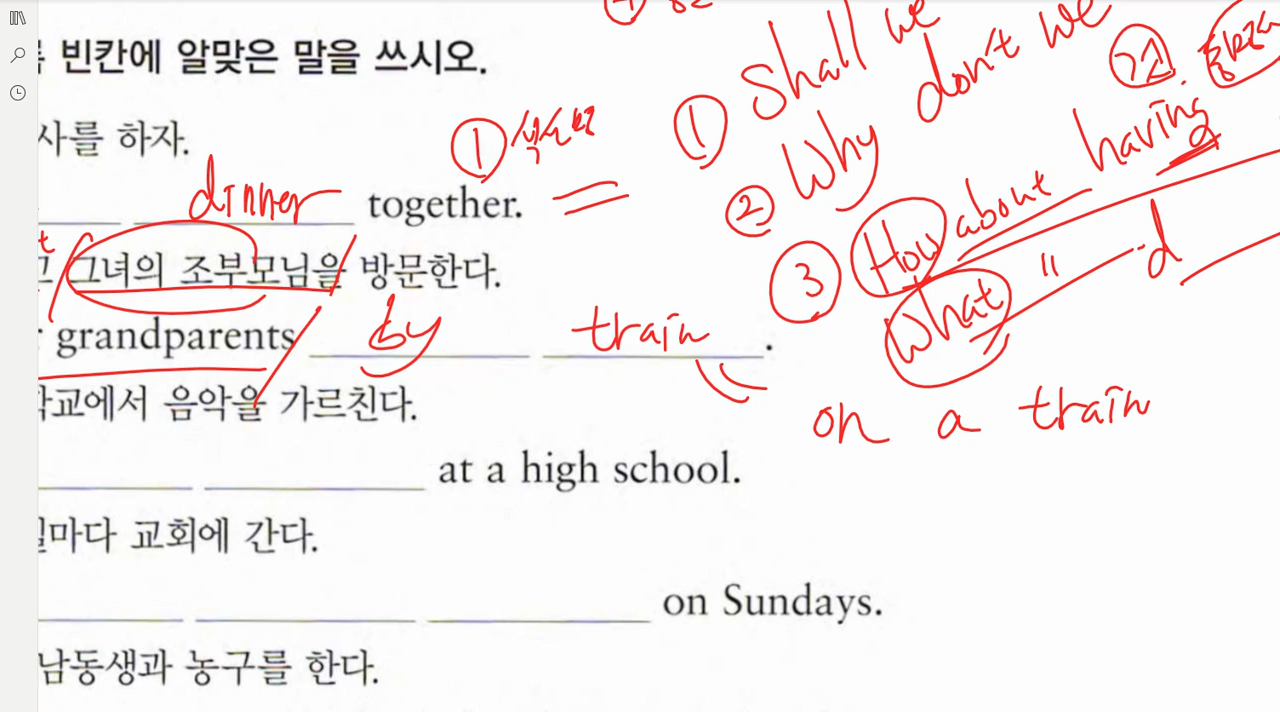 빈칸에 알맞은 말을 쓰시오.
사를 하자.
dinner together.
그녀의 조부모님을 방문한다.
grandparents by train.
교에서 음악을 가르친다.
at a high school.
마다 교회에 간다.
on Sundays.
남동생과 농구를 한다.
①
① Shall we
② Why don't we
③ How about having
What " d
on a train